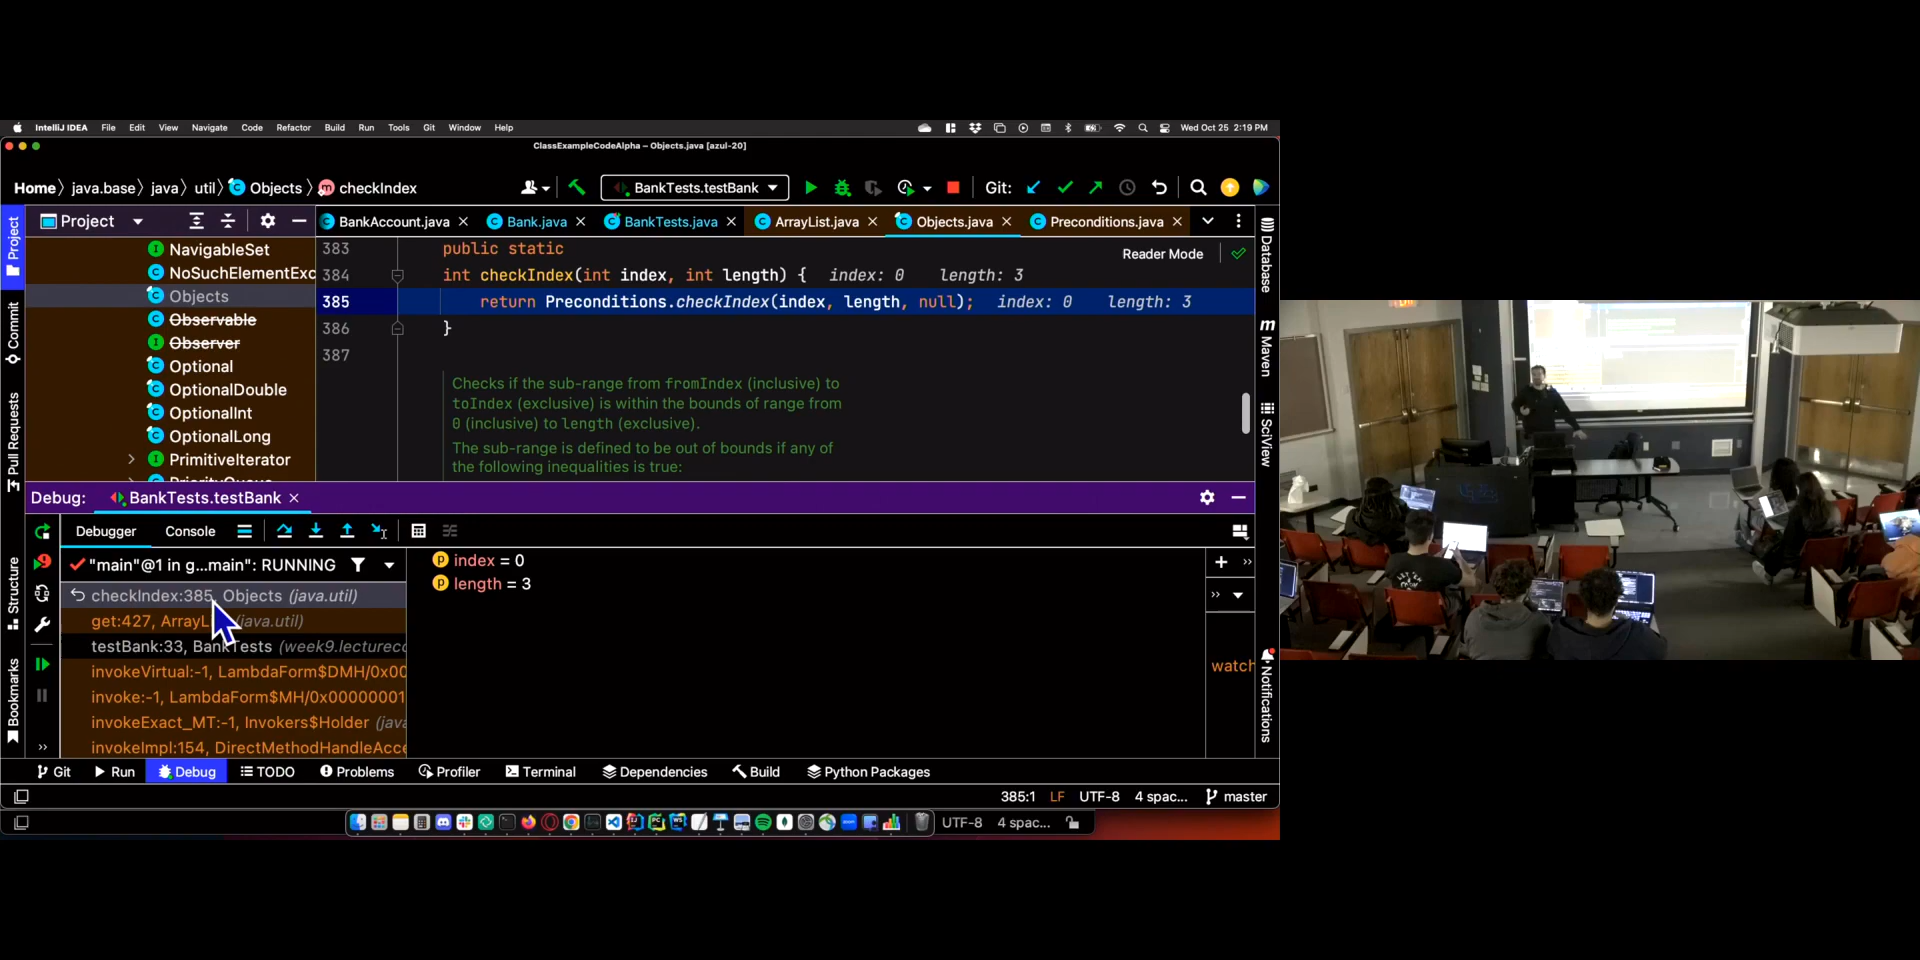 IntelliJ IDEA File Edit View Navigate Code Refactor Build Run Tools Git Window Help Wed Oct 25 2:19 PM
ClassExampleCodeAlpha – Objects.java [azul-20]
Home java.base java util Objects checkIndex BankTests.testBank Git:
Project
BankAccount.java Bank.java BankTests.java ArrayList.java Objects.java Preconditions.java
Project
Commit
Pull Requests
Structure
Bookmarks
NavigableSet
NoSuchElementExc
Objects
Observable
Observer
Optional
OptionalDouble
OptionalInt
OptionalLong
PrimitiveIterator
Reader Mode
383 public static
384 int checkIndex(int index, int length) { index: 0 length: 3
385 return Preconditions.checkIndex(index, length, null); index: 0 length: 3
386 }
387
Checks if the sub-range from fromIndex (inclusive) to
toIndex (exclusive) is within the bounds of range from
0 (inclusive) to length (exclusive).
The sub-range is defined to be out of bounds if any of
the following inequalities is true:
Database
Maven
SciView
Notifications
Debug: BankTests.testBank
Debugger Console
"main"@1 in g...main": RUNNING
checkIndex:385, Objects (java.util)
get:427, ArrayL (java.util)
testBank:33, BankTests (week9.lecturec
invokeVirtual:-1, LambdaForm$DMH/0x00
invoke:-1, LambdaForm$MH/0x00000001
invokeExact_MT:-1, Invokers$Holder (java
invokeImpl:154, DirectMethodHandleAcce
index = 0
length = 3
watch
Git Run Debug TODO Problems Profiler Terminal Dependencies Build Python Packages
385:1 LF UTF-8 4 spac... master
UTF-8 4 spac...